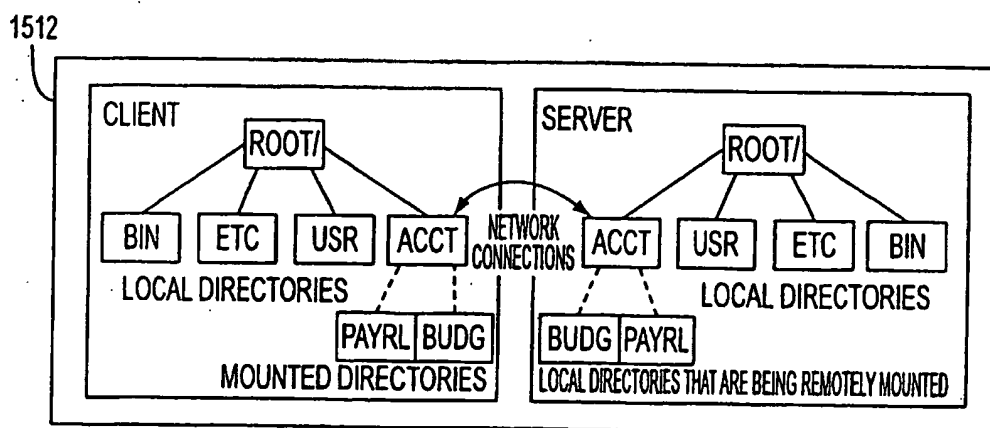 1512
CLIENT
ROOT/
BIN
ETC
USR
ACCT
LOCAL DIRECTORIES
PAYRL
BUDG
MOUNTED DIRECTORIES
NETWORK
CONNECTIONS
SERVER
ROOT/
ACCT
USR
ETC
BIN
LOCAL DIRECTORIES
BUDG
PAYRL
LOCAL DIRECTORIES THAT ARE BEING REMOTELY MOUNTED